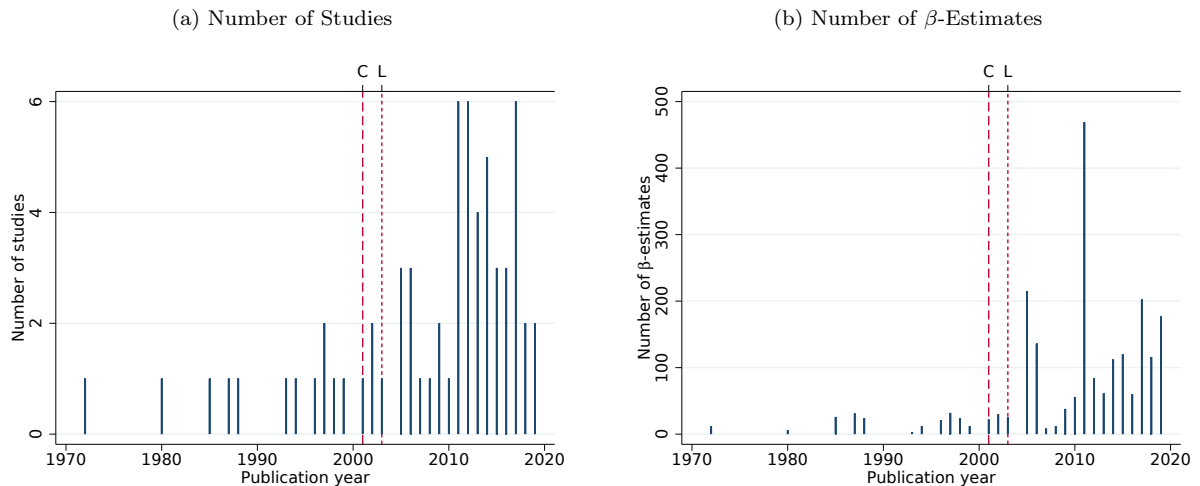 (a) Number of Studies
C L
Number of studies
6
4
2
0
1970 1980 1990 2000 2010 2020
Publication year
(b) Number of β-Estimates
C L
Number of β-estimates
500
400
300
200
100
0
1970 1980 1990 2000 2010 2020
Publication year